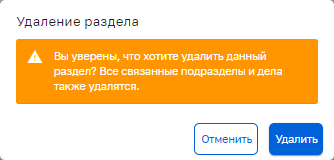 Удаление раздела
Вы уверены, что хотите удалить данный
раздел? Все связанные подразделы и дела
также удалятся.
Отменить
Удалить